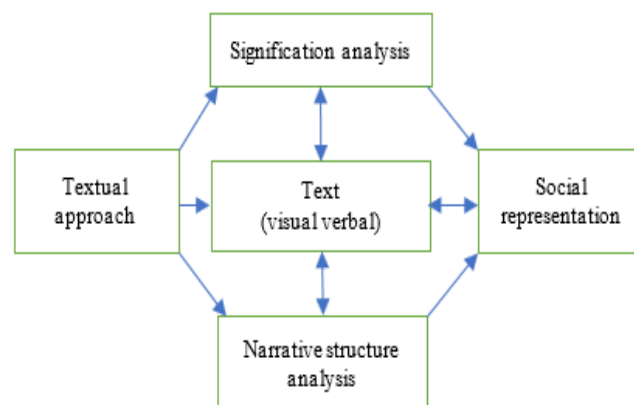 Signification analysis
Textual
approach
Text
(visual verbal)
Social
representation
Narrative structure
analysis